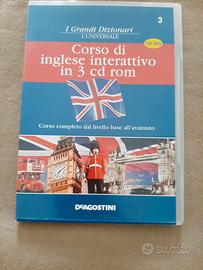 3
I Grandi Dizionari
L'UNIVERSALE
CD ROM
Corso di
inglese interattivo
in 3 cd rom
Corso completo dal livello base all'avanzato
DeAGOSTINI
subito